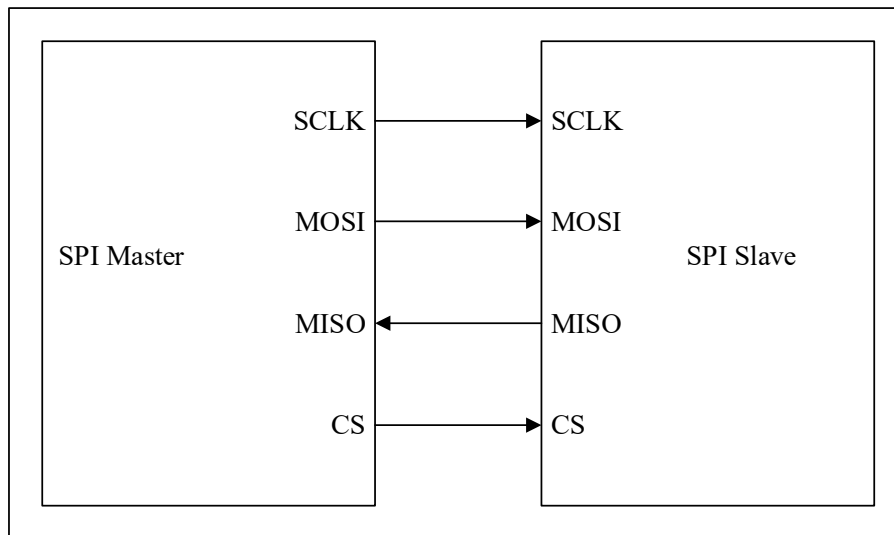 SCLK SCLK
MOSI MOSI
SPI Master SPI Slave
MISO MISO
CS CS